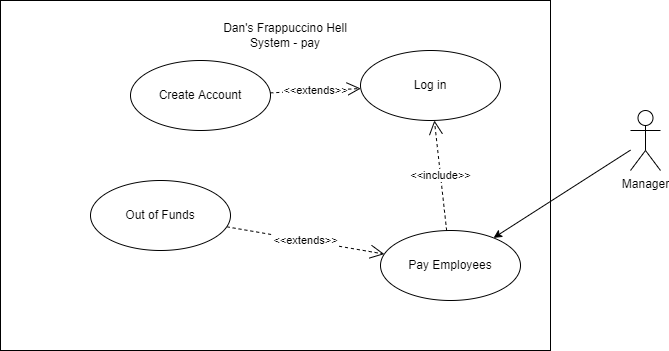 Dan's Frappuccino Hell
System - pay
Create Account
<<extends>>
Log in
<<include>>
Manager
Out of Funds
<<extends>>
Pay Employees